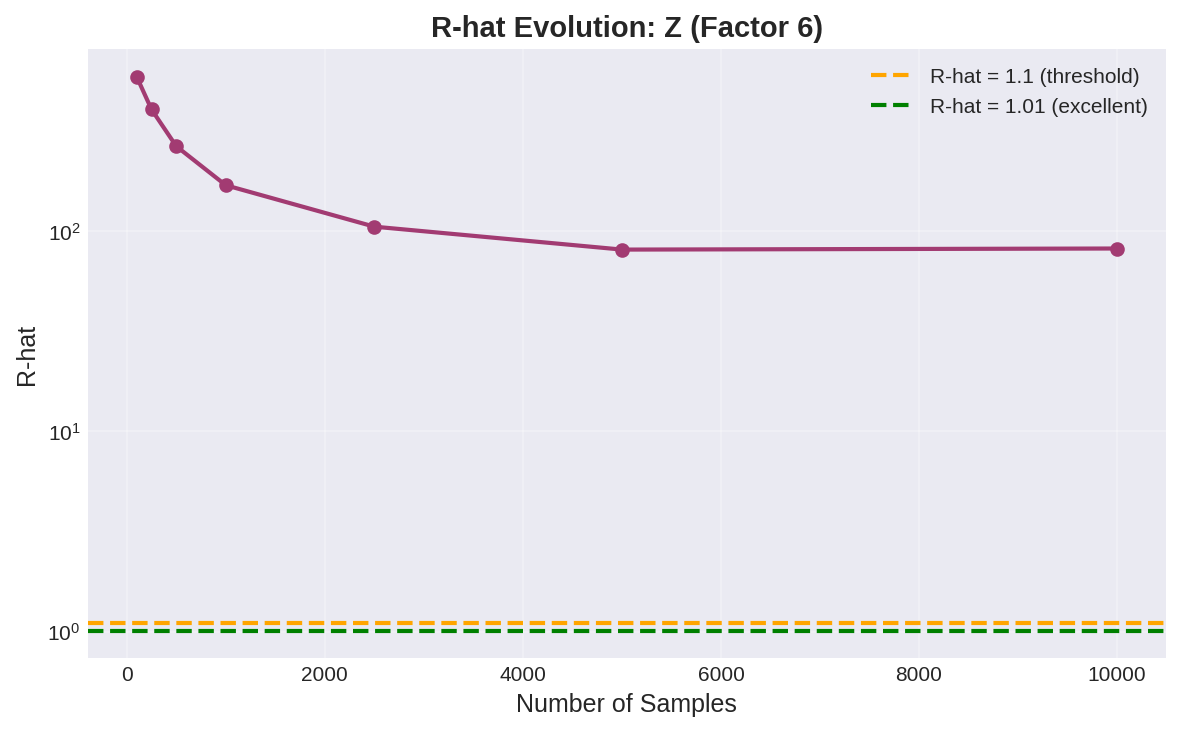 R-hat Evolution: Z (Factor 6)
R-hat = 1.1 (threshold)
R-hat = 1.01 (excellent)
10²
10¹
10⁰
R-hat
0 2000 4000 6000 8000 10000
Number of Samples